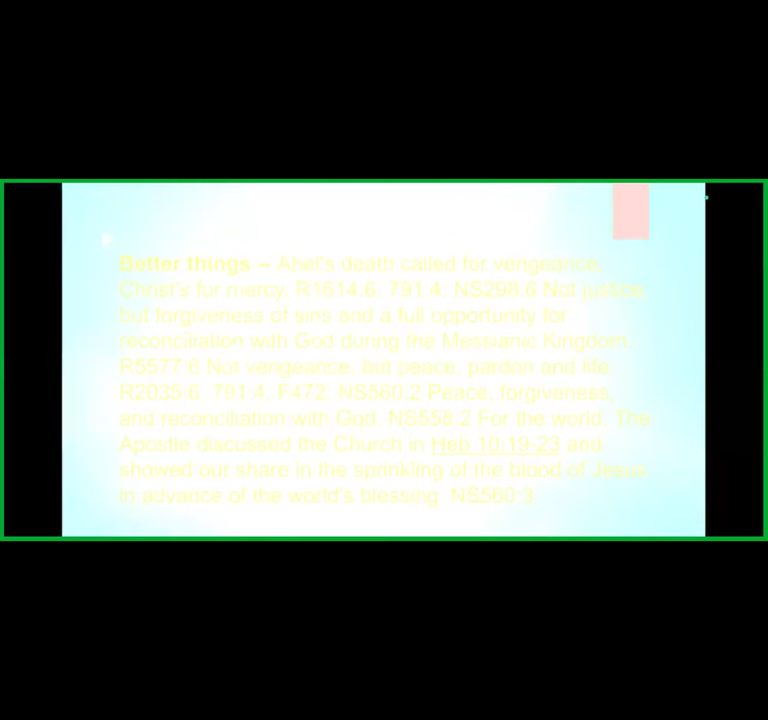 Better things – Abel's death called for vengeance;
Christ's for mercy. R1614:6, 791:4; NS298:6 Not justice,
but forgiveness of sins and a full opportunity for
reconciliation with God during the Messianic Kingdom.
R5577:6 Not vengeance, but peace, pardon and life.
R2035:6, 791:4; F472; NS560:2 Peace, forgiveness,
and reconciliation with God. NS558:2 For the world. The
Apostle discussed the Church in Heb 10:19-23 and
showed our share in the sprinkling of the blood of Jesus
in advance of the world's blessing. NS560:3